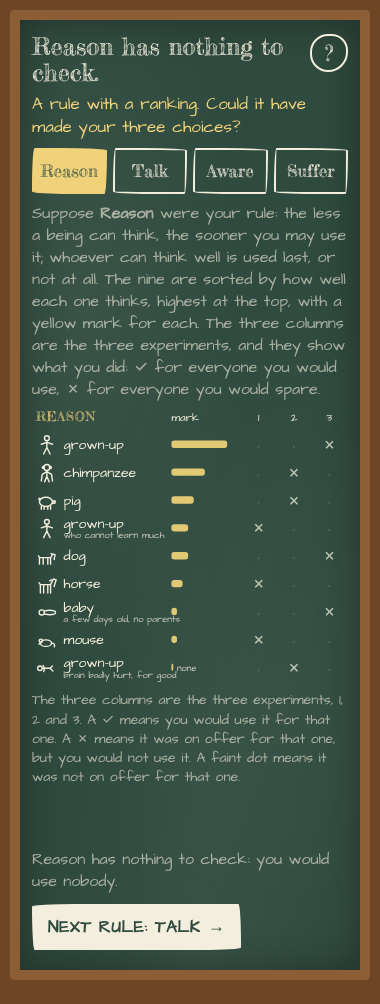 Reason has nothing to
check.
?
A rule with a ranking. Could it have
made your three choices?
Reason Talk Aware Suffer
Suppose Reason were your rule: the less
a being can think, the sooner you may use
it; whoever can think well is used last, or
not at all. The nine are sorted by how well
each one thinks, highest at the top, with a
yellow mark for each. The three columns
are the three experiments, and they show
what you did: ✓ for everyone you would
use, × for everyone you would spare.
REASON mark 1 2 3
grown-up ×
chimpanzee ×
pig ×
grown-up ×
who cannot learn much
dog ×
horse ×
baby ×
a few days old, no parents
mouse ×
grown-up none ×
brain badly hurt, for good
The three columns are the three experiments, 1,
2 and 3. A ✓ means you would use it for that
one. A × means it was on offer for that one,
but you would not use it. A faint dot means it
was not on offer for that one.
Reason has nothing to check: you would
use nobody.
NEXT RULE: TALK →